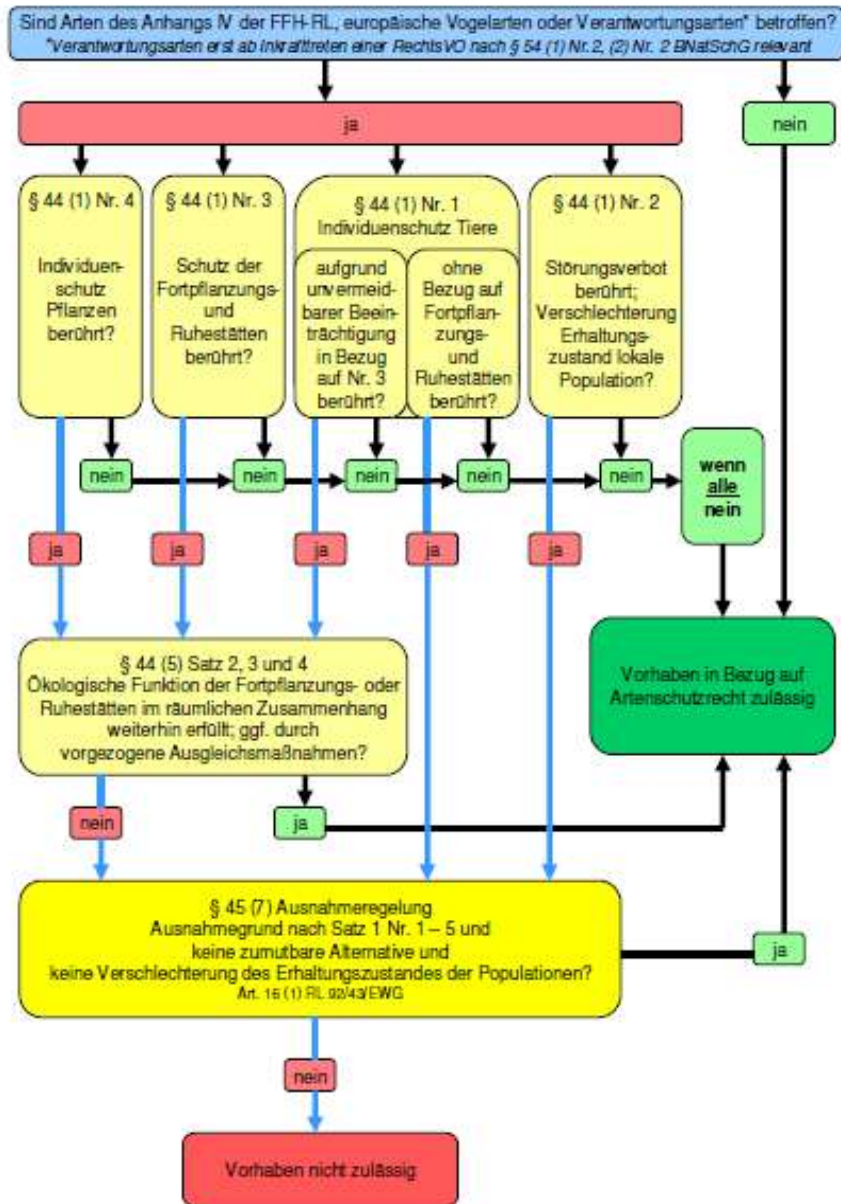 Sind Arten des Anhangs IV der FFH-RL, europäische Vogelarten oder Verantwortungsarten* betroffen?
*Verantwortungsarten erst ab Inkrafttreten einer RechtsVO nach § 54 (1) Nr.2, (2) Nr. 2 BNatSchG relevant
ja
nein
§ 44 (1) Nr. 4
Individuen-
schutz
Pflanzen
berührt?
§ 44 (1) Nr. 3
Schutz der
Fortpflanzungs-
und
Ruhestätten
berührt?
§ 44 (1) Nr. 1
Individuenschutz Tiere
aufgrund
unvermeid-
barer Beein-
trächtigung
in Bezug
auf Nr. 3
berührt?
ohne
Bezug auf
Fortpflan-
zungs-
und
Ruhestätten
berührt?
§ 44 (1) Nr. 2
Störungsverbot
berührt;
Verschlechterung
Erhaltungs-
zustand lokale
Population?
nein
nein
nein
nein
nein
wenn
alle
nein
ja
ja
ja
ja
ja
§ 44 (5) Satz 2, 3 und 4
Ökologische Funktion der Fortpflanzungs- oder
Ruhestätten im räumlichen Zusammenhang
weiterhin erfüllt; ggf. durch
vorgezogene Ausgleichsmaßnahmen?
Vorhaben in Bezug auf
Artenschutzrecht zulässig
nein
ja
§ 45 (7) Ausnahmeregelung
Ausnahmegrund nach Satz 1 Nr. 1 – 5 und
keine zumutbare Alternative und
keine Verschlechterung des Erhaltungszustandes der Populationen?
Art. 16 (1) RL 92/43/EWG
ja
nein
Vorhaben nicht zulässig